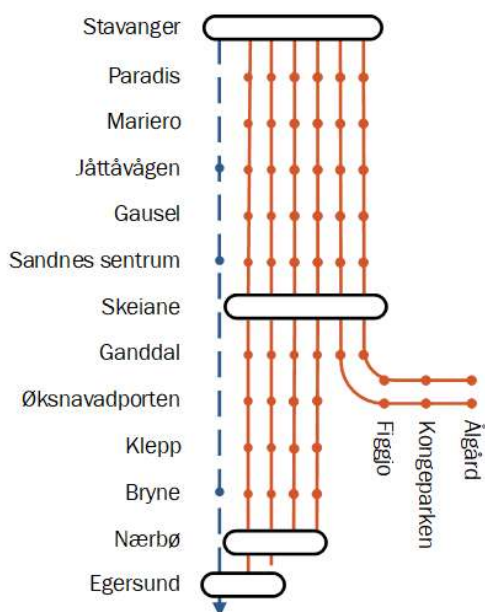 Stavanger
Paradis
Mariero
Jåttåvågen
Gausel
Sandnes sentrum
Skeiane
Ganddal
Øksnavadporten
Klepp
Bryne
Nærbø
Egersund
Figgjo
Kongeparken
Ålgård